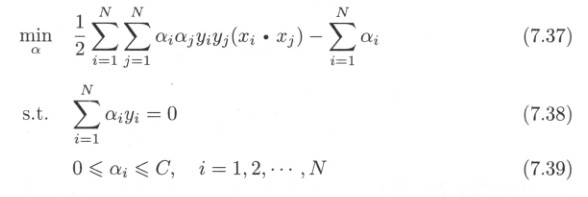 min_α 1/2 ∑_{i=1}^{N} ∑_{j=1}^{N} α_i α_j y_i y_j (x_i • x_j) − ∑_{i=1}^{N} α_i (7.37)
s.t. ∑_{i=1}^{N} α_i y_i = 0 (7.38)
0 ⩽ α_i ⩽ C, i = 1, 2, ⋯ , N (7.39)